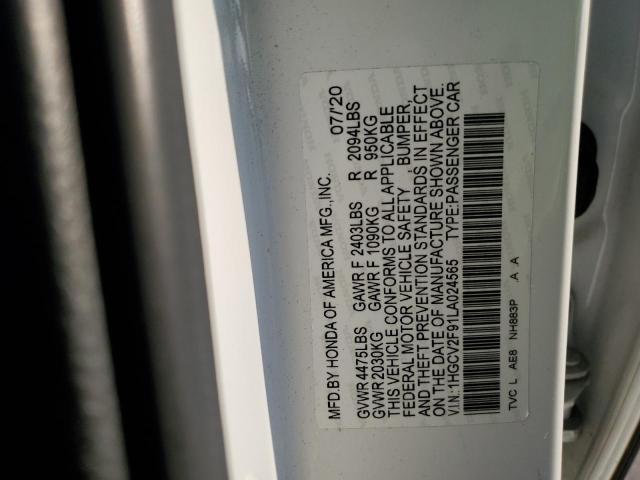 MFD.BY HONDA OF AMERICA MFG.,INC. 07/20
GVWR 4475LBS GAWR F 2403LBS R 2094LBS
GVWR 2030KG GAWR F 1090KG R 950KG
THIS VEHICLE CONFORMS TO ALL APPLICABLE
FEDERAL MOTOR VEHICLE SAFETY , BUMPER,
AND THEFT PREVENTION STANDARDS IN EFFECT
ON THE DATE OF MANUFACTURE SHOWN ABOVE.
V.I.N.:1HGCV2F91LA024565 TYPE:PASSENGER CAR
TVC L AE8 NH883P A A